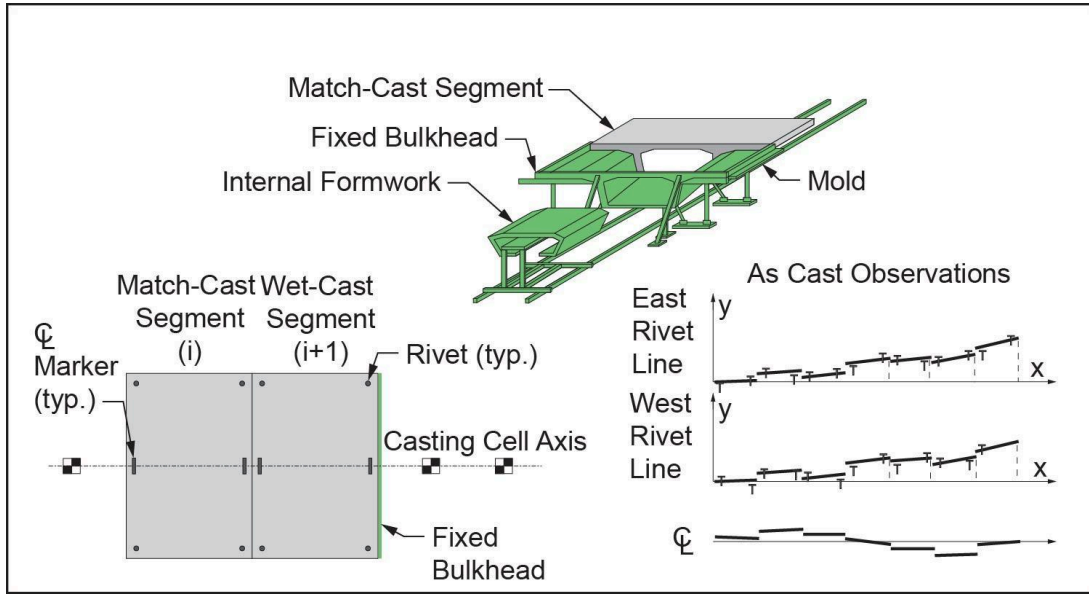 Match-Cast Segment
Fixed Bulkhead
Internal Formwork
Mold
Match-Cast
Segment
(i)
Wet-Cast
Segment
(i+1)
℄
Marker
(typ.)
Rivet (typ.)
Casting Cell Axis
Fixed
Bulkhead
As Cast Observations
East
Rivet
Line
y
x
West
Rivet
Line
y
x
℄